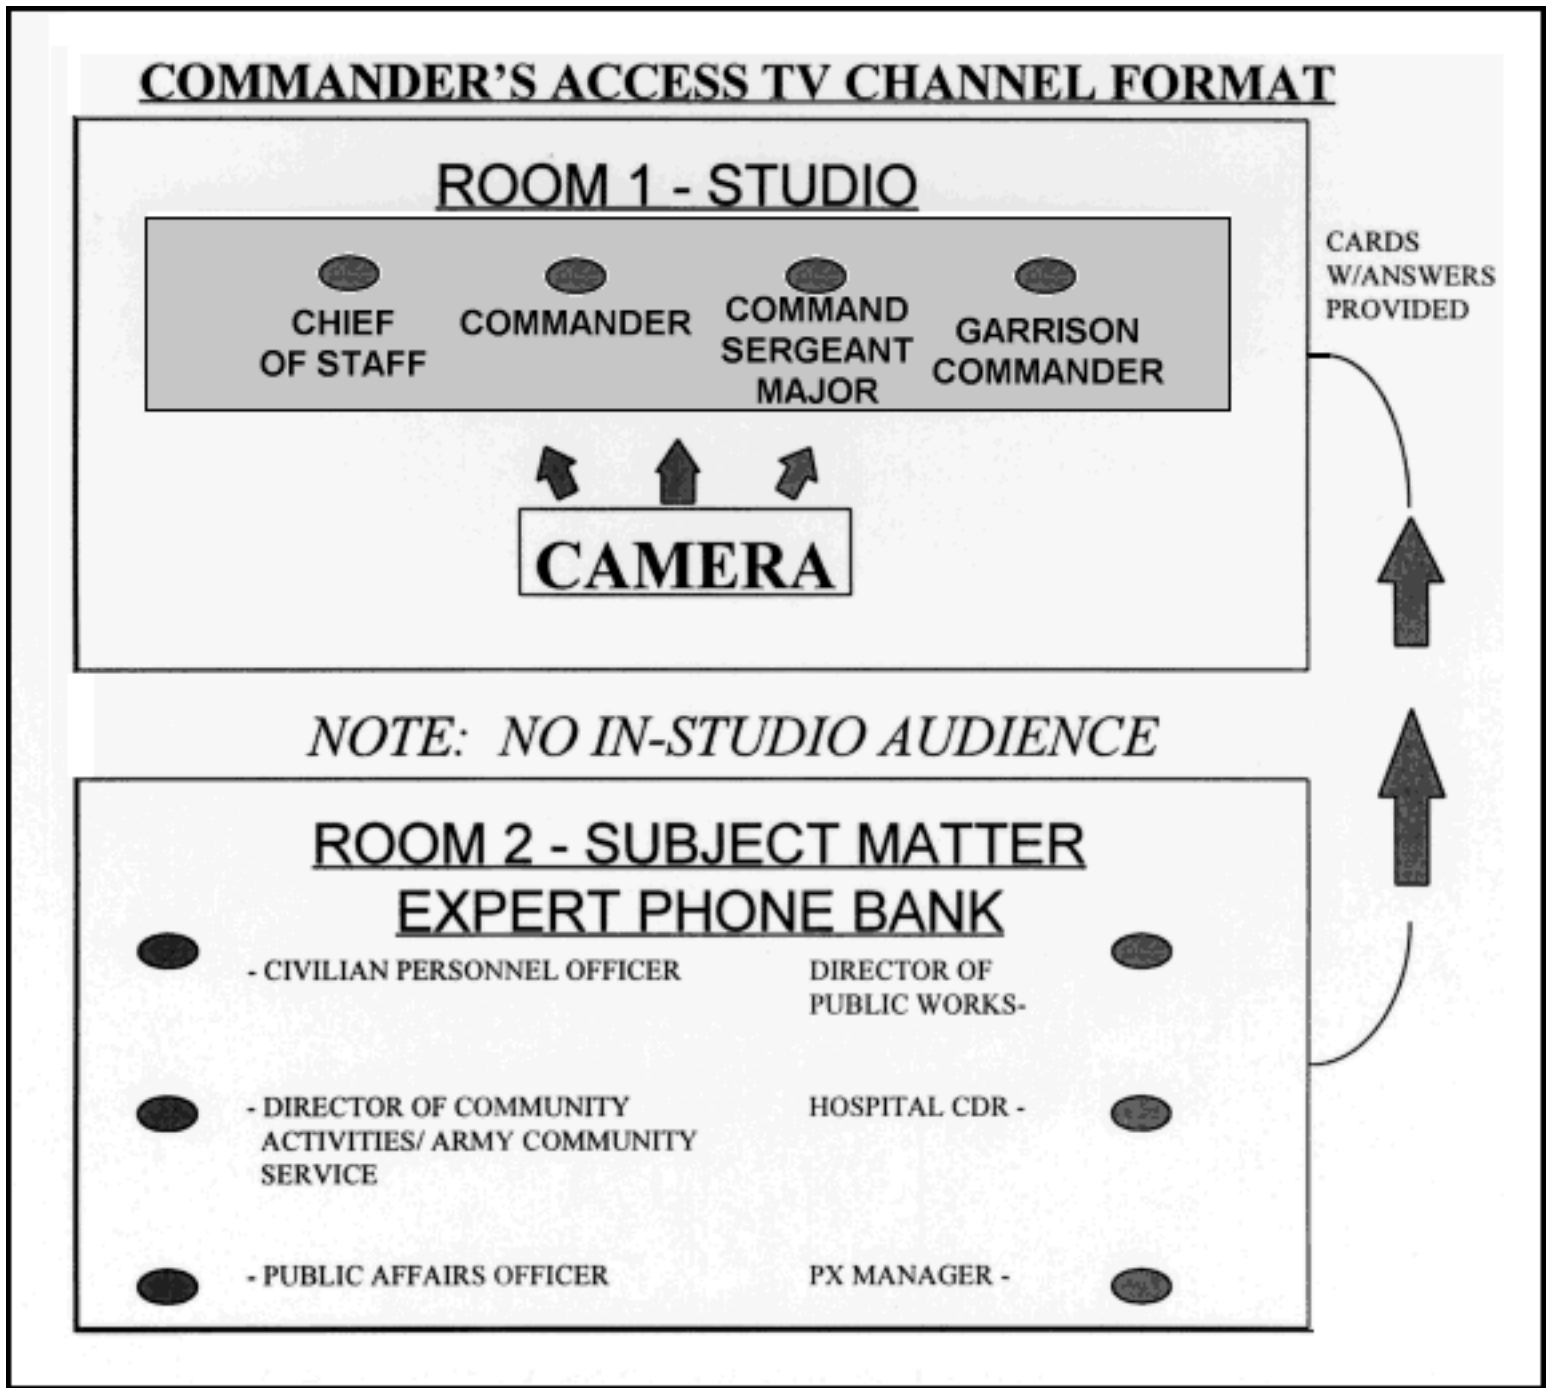 COMMANDER'S ACCESS TV CHANNEL FORMAT
ROOM 1 - STUDIO
CHIEF
OF STAFF
COMMANDER
COMMAND
SERGEANT
MAJOR
GARRISON
COMMANDER
CARDS
W/ANSWERS
PROVIDED
CAMERA
NOTE: NO IN-STUDIO AUDIENCE
ROOM 2 - SUBJECT MATTER
EXPERT PHONE BANK
- CIVILIAN PERSONNEL OFFICER
DIRECTOR OF
PUBLIC WORKS-
- DIRECTOR OF COMMUNITY
ACTIVITIES/ ARMY COMMUNITY
SERVICE
HOSPITAL CDR -
- PUBLIC AFFAIRS OFFICER
PX MANAGER -